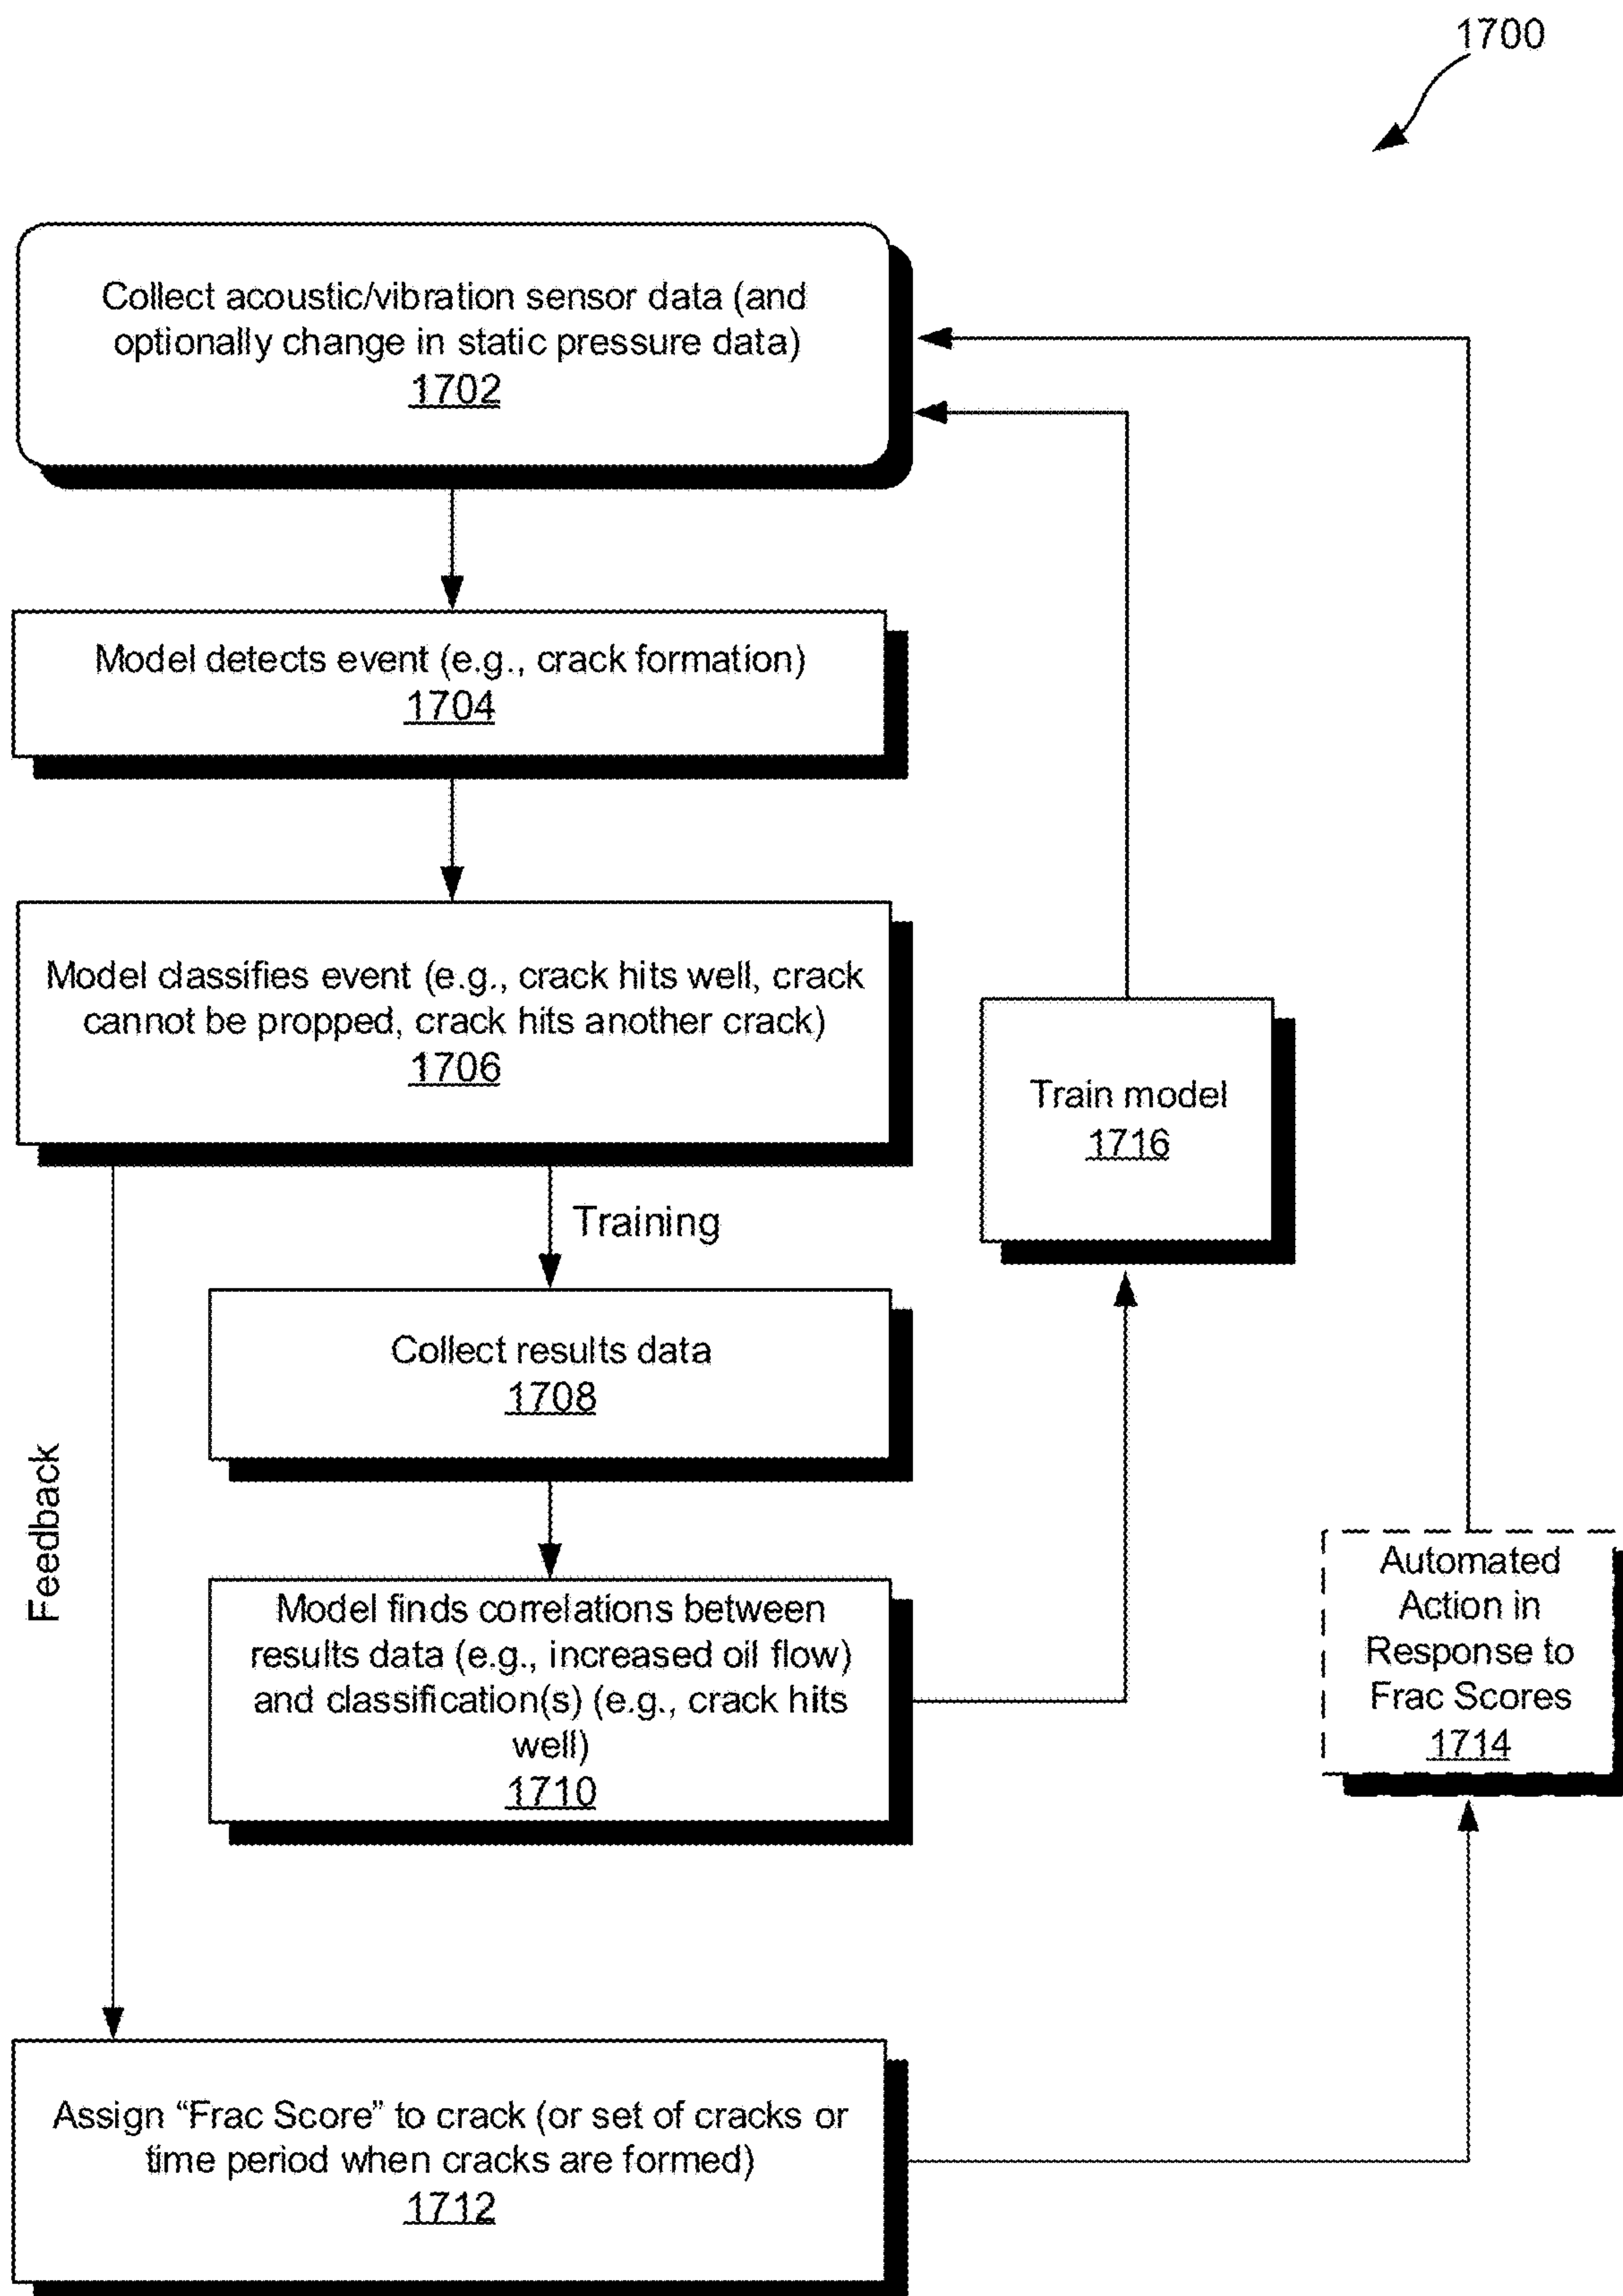 1700
Collect acoustic/vibration sensor data (and
optionally change in static pressure data)
1702
Model detects event (e.g., crack formation)
1704
Model classifies event (e.g., crack hits well, crack
cannot be propped, crack hits another crack)
1706
Train model
1716
Training
Collect results data
1708
Feedback
Model finds correlations between
results data (e.g., increased oil flow)
and classification(s) (e.g., crack hits
well)
1710
Automated
Action in
Response to
Frac Scores
1714
Assign “Frac Score” to crack (or set of cracks or
time period when cracks are formed)
1712